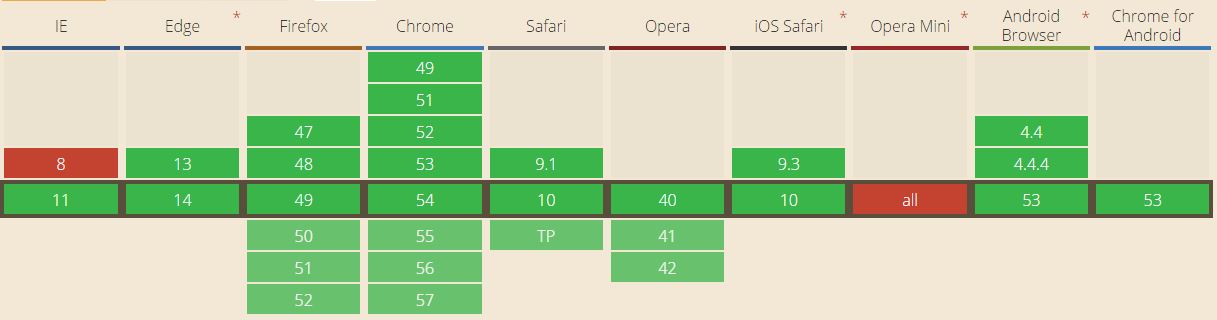 IE Edge * Firefox Chrome Safari Opera iOS Safari * Opera Mini * Android Browser * Chrome for Android
49
51
47 52 4.4
8 13 48 53 9.1 9.3 4.4.4
11 14 49 54 10 40 10 all 53 53
50 55 TP 41
51 56 42
52 57